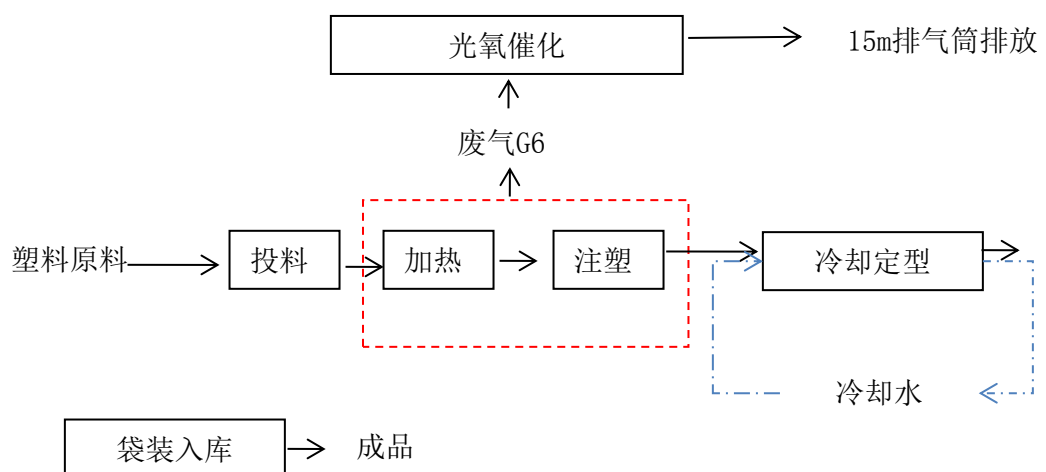 光氧催化
15m排气筒排放
废气G6
塑料原料
投料
加热
注塑
冷却定型
冷却水
袋装入库
成品